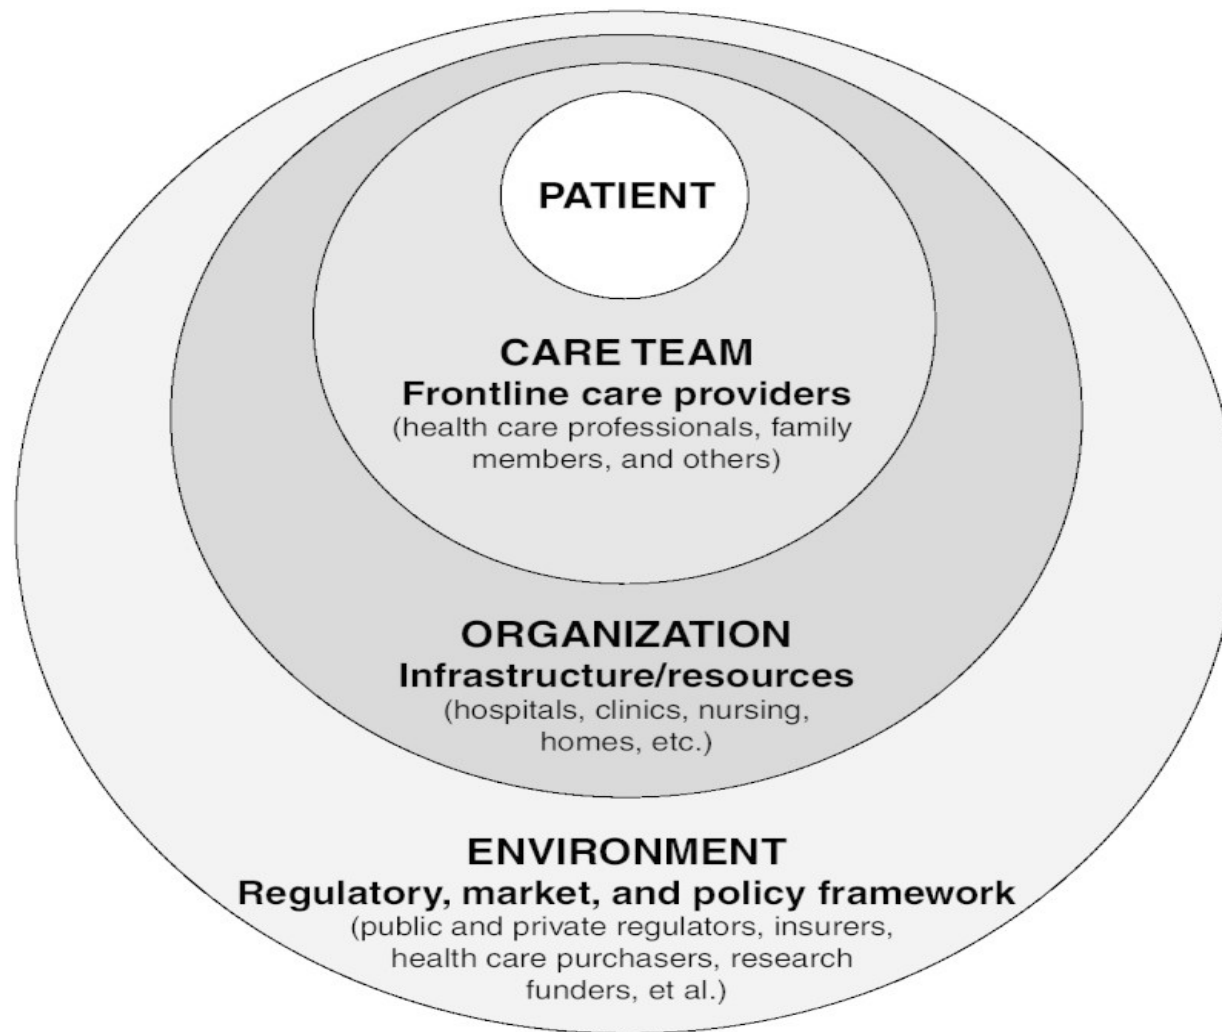 PATIENT
CARE TEAM
Frontline care providers
(health care professionals, family
members, and others)
ORGANIZATION
Infrastructure/resources
(hospitals, clinics, nursing,
homes, etc.)
ENVIRONMENT
Regulatory, market, and policy framework
(public and private regulators, insurers,
health care purchasers, research
funders, et al.)